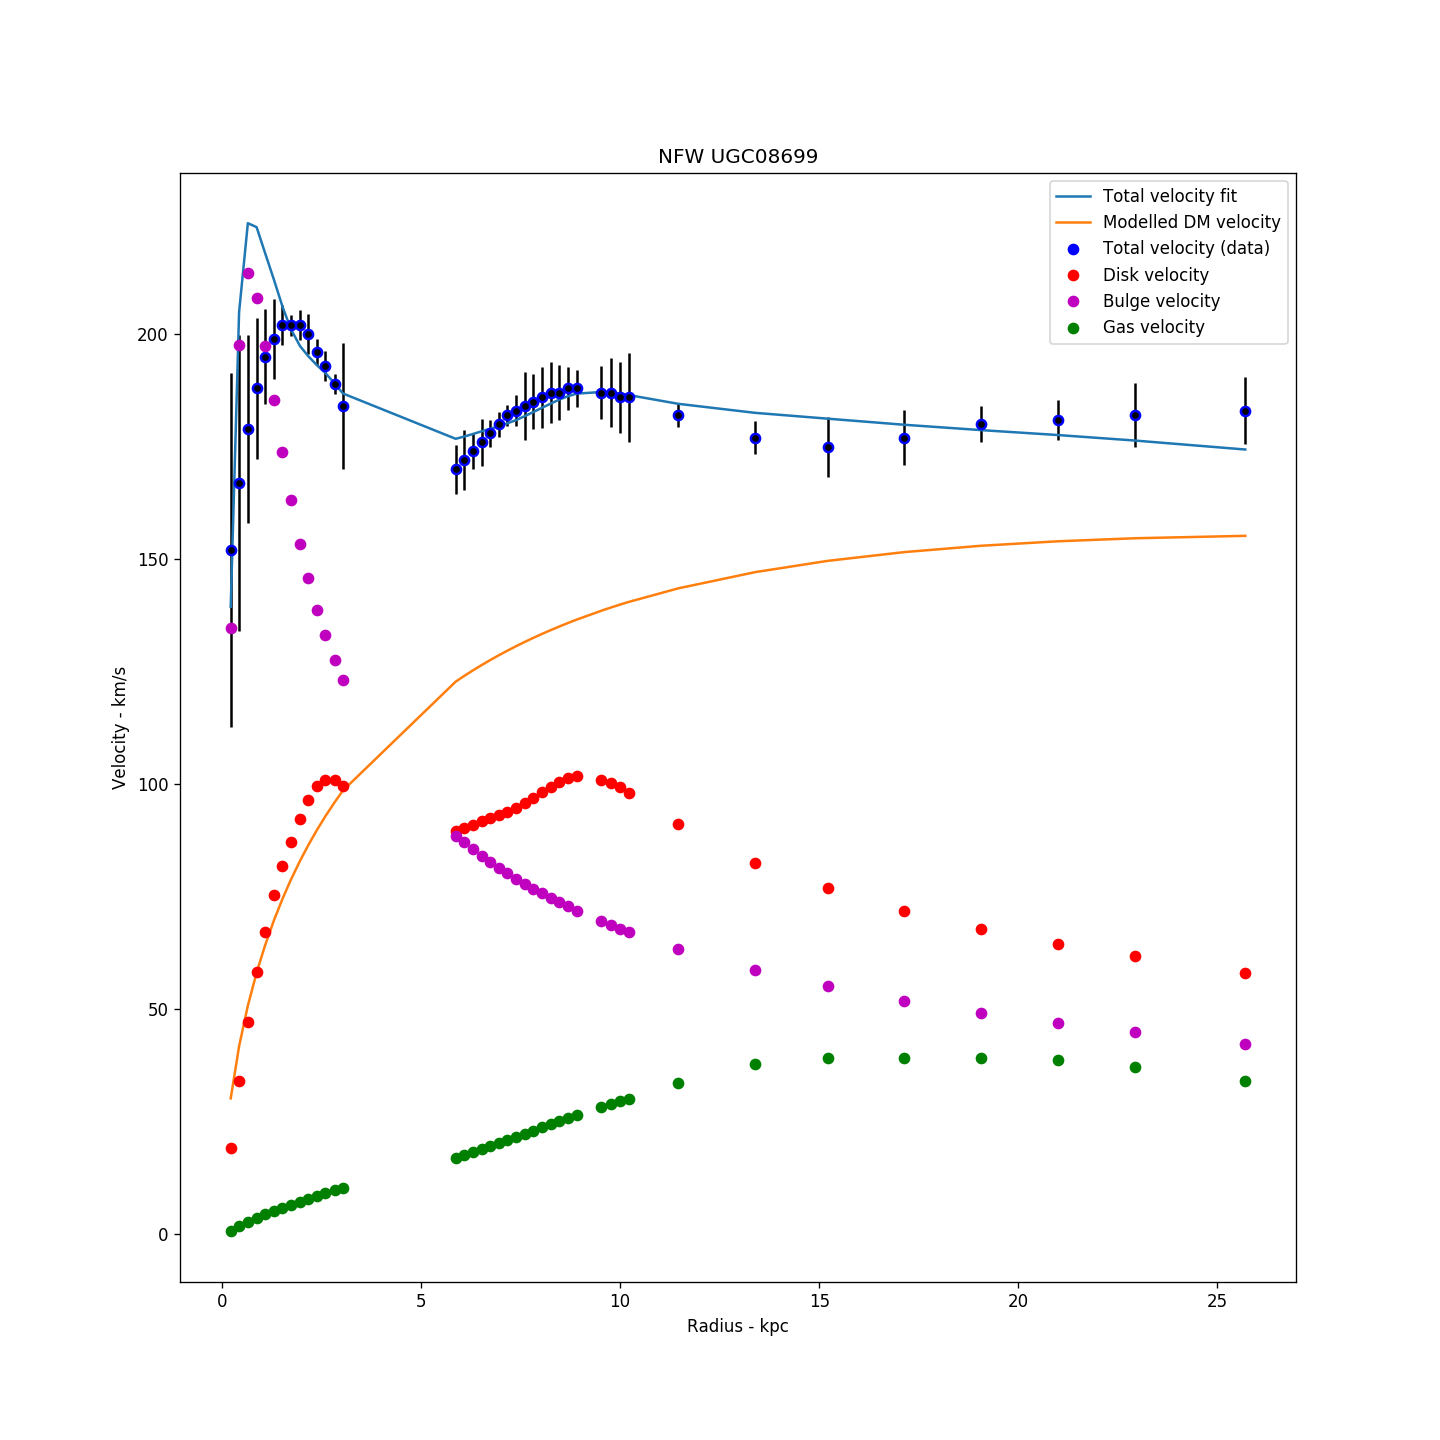 NFW UGC08699
Total velocity fit
Modelled DM velocity
Total velocity (data)
Disk velocity
Bulge velocity
Gas velocity
200
150
100
50
0
Velocity - km/s
0 5 10 15 20 25
Radius - kpc